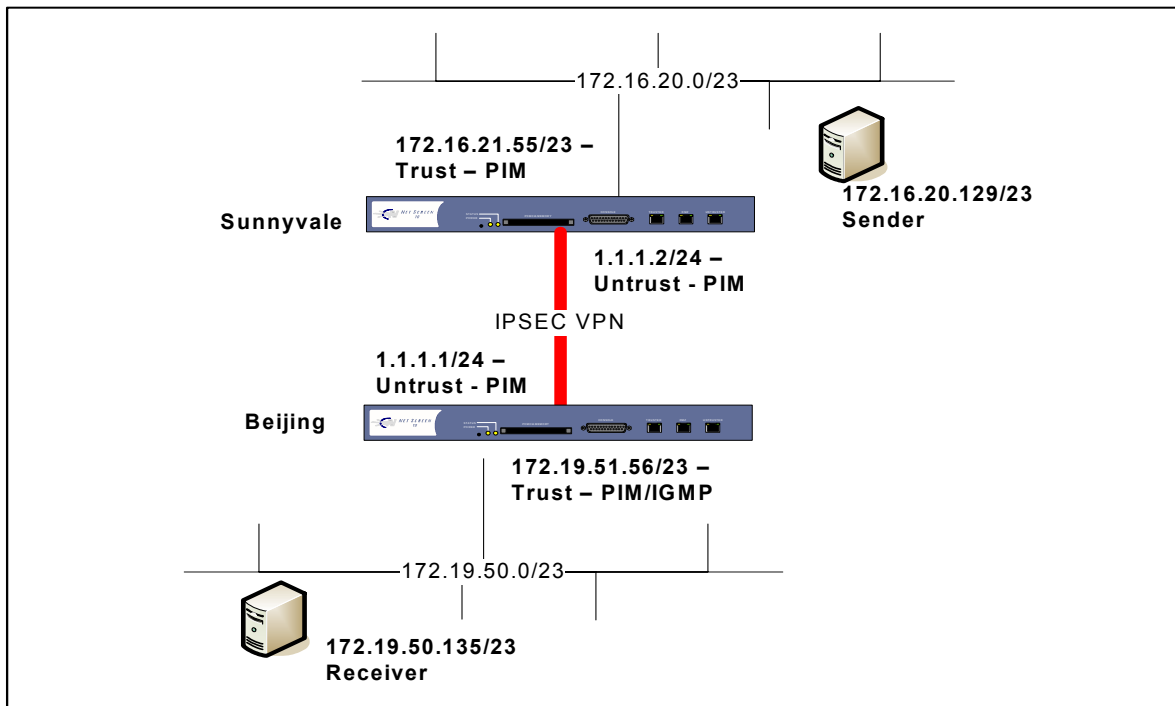 172.16.20.0/23
172.16.21.55/23 –
Trust – PIM
172.16.20.129/23
Sender
Sunnyvale
NETSCREEN
1.1.1.2/24 –
Untrust - PIM
IPSEC VPN
1.1.1.1/24 –
Untrust - PIM
Beijing
NETSCREEN
172.19.51.56/23 –
Trust – PIM/IGMP
172.19.50.0/23
172.19.50.135/23
Receiver